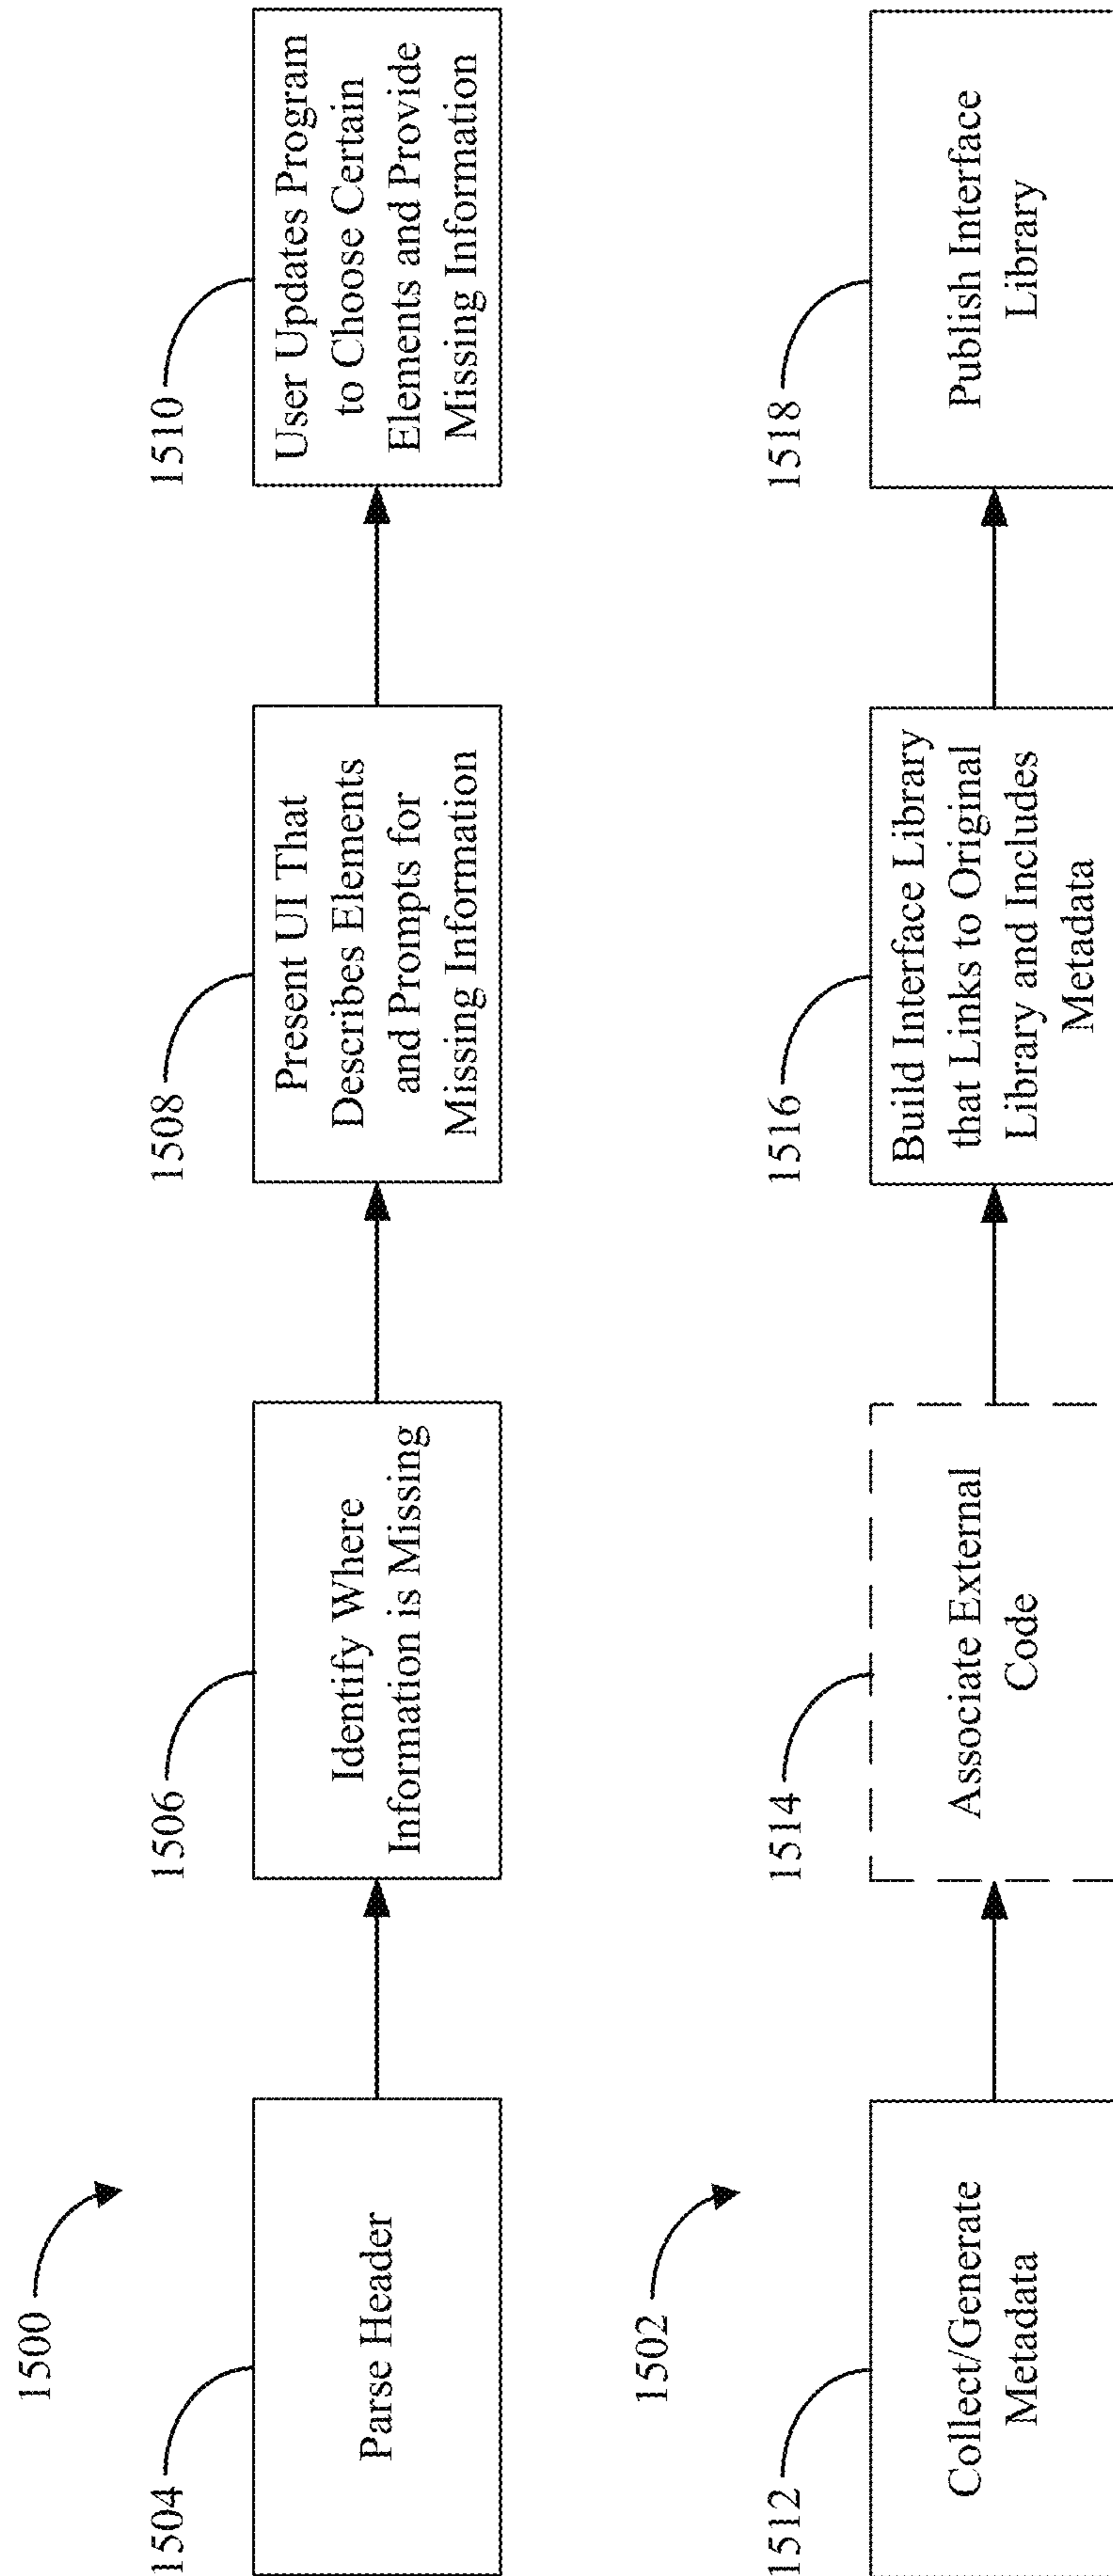 1500
1504
Parse Header
1506
Identify Where
Information is Missing
1508
Present UI That
Describes Elements
and Prompts for
Missing Information
1510
User Updates Program
to Choose Certain
Elements and Provide
Missing Information
1502
1512
Collect/Generate
Metadata
1514
Associate External
Code
1516
Build Interface Library
that Links to Original
Library and Includes
Metadata
1518
Publish Interface
Library